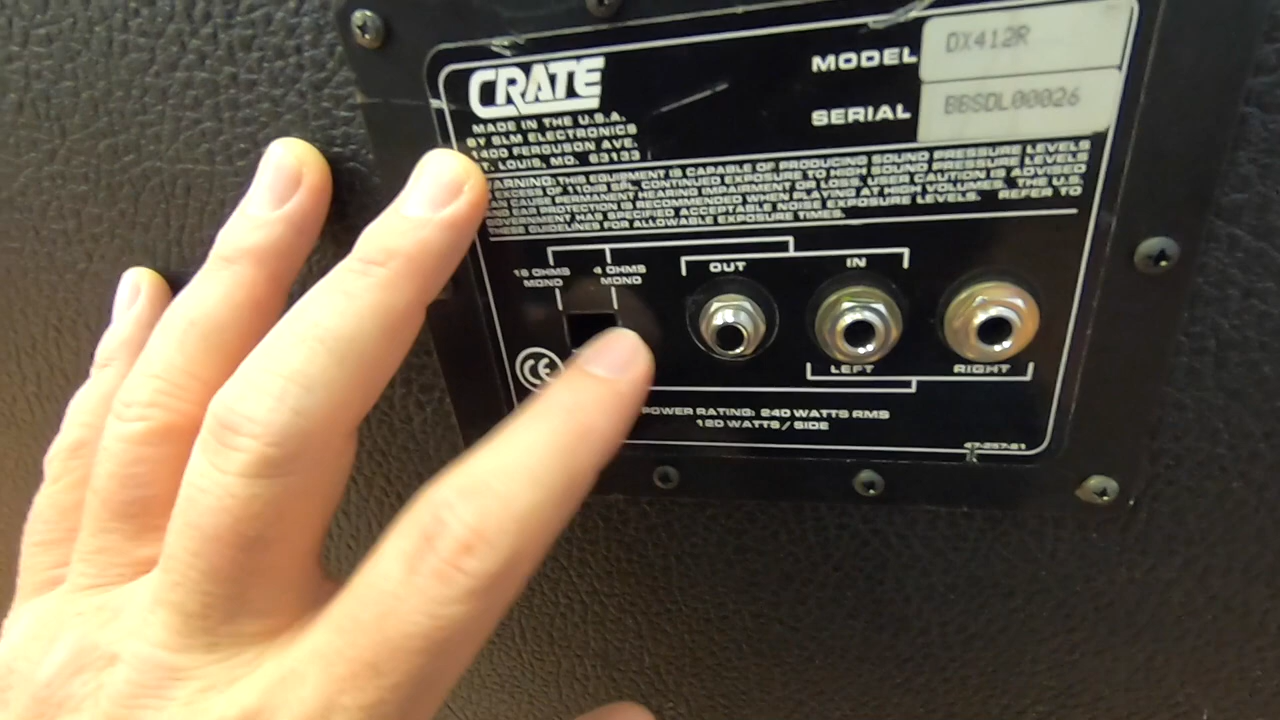 CRATE
MADE IN THE U.S.A.
BY SLM ELECTRONICS
1400 FERGUSON AVE.
T. LOUIS, MO. 63133
MODEL DX412R
SERIAL BBSDL00026
WARNING: THIS EQUIPMENT IS CAPABLE OF PRODUCING SOUND PRESSURE LEVELS
EXCESS OF 110dB SPL. CONTINUED EXPOSURE TO HIGH SOUND PRESSURE LEVELS
CAUSE PERMANENT HEARING IMPAIRMENT OR LOSS. USER CAUTION IS ADVISED
AND EAR PROTECTION IS RECOMMENDED WHEN PLAYING AT HIGH VOLUMES. THE U.S.
GOVERNMENT HAS SPECIFIED ACCEPTABLE NOISE EXPOSURE LEVELS. REFER TO
THESE GUIDELINES FOR ALLOWABLE EXPOSURE TIMES.
16 OHMS MONO
4 OHMS MONO
OUT
IN
LEFT
RIGHT
CE
POWER RATING: 240 WATTS RMS
120 WATTS/SIDE
47-257-81